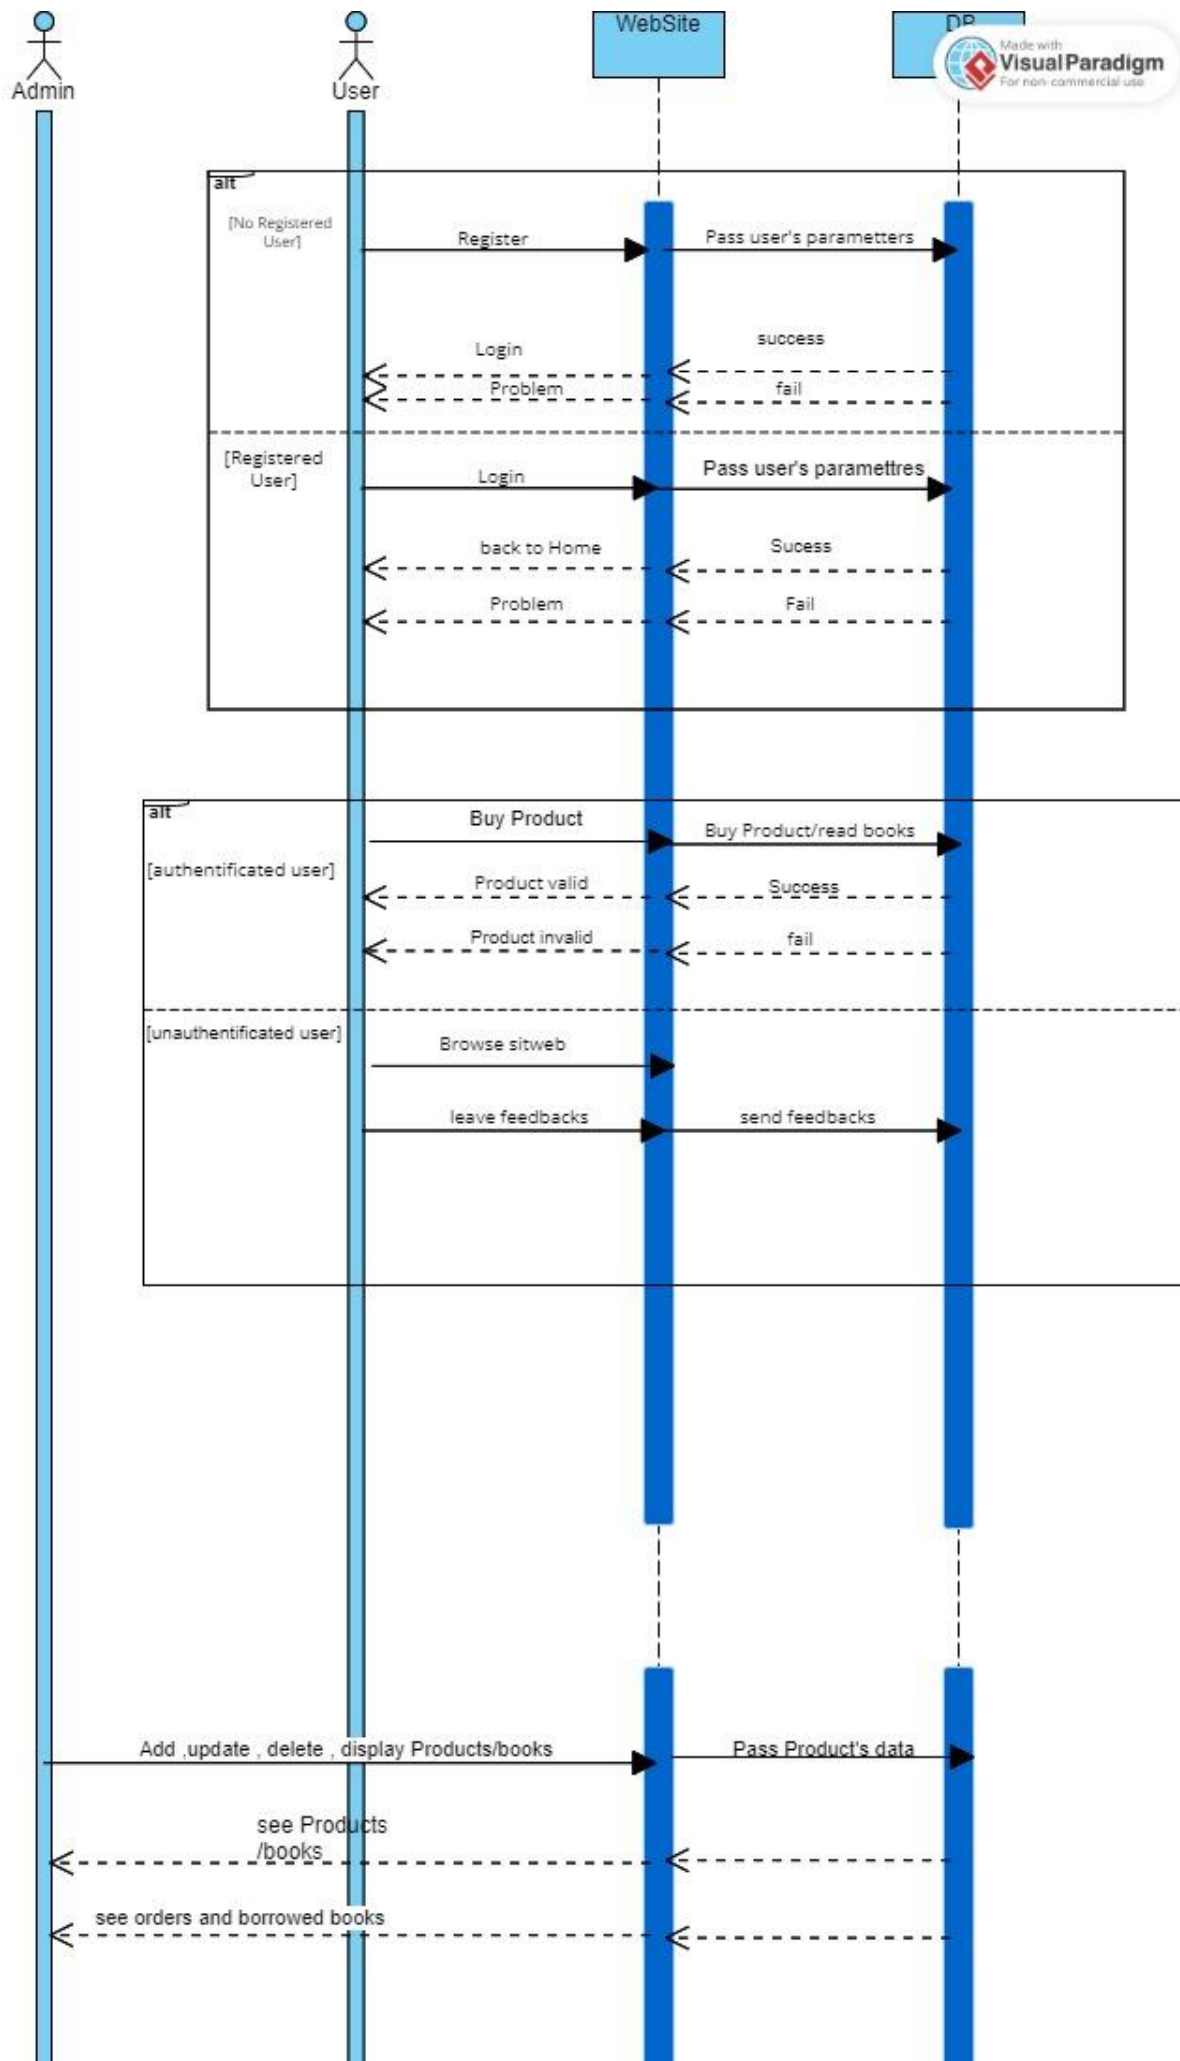 Admin
User
WebSite
DB
Made with
Visual Paradigm
For non-commercial use
alt
[No Registered
User]
Register
Pass user's parametters
success
Login
Problem
fail
[Registered
User]
Login
Pass user's paramettres
back to Home
Sucess
Problem
Fail
alt
Buy Product
Buy Product/read books
[authentificated user]
Product valid
Success
Product invalid
fail
[unauthentificated user]
Browse sitweb
leave feedbacks
send feedbacks
Add ,update , delete , display Products/books
Pass Product's data
see Products
/books
see orders and borrowed books